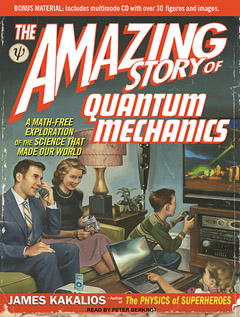 BONUS MATERIAL: Includes multimode CD with over 30 figures and images.
THE
AMAZING
STORY OF
Ψ
QUANTUM
MECHANICS
A MATH-FREE
EXPLORATION
OF THE SCIENCE THAT
MADE OUR WORLD
JAMES KAKALIOS Author of The PHYSICS OF SUPERHEROES
READ BY PETER BERKROT